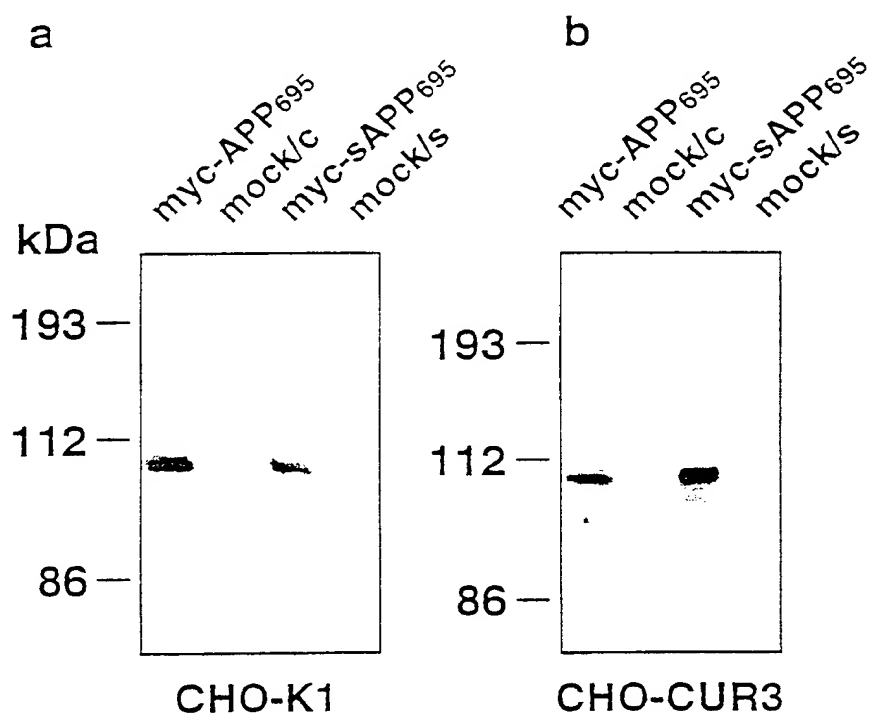 a
myc-APP695
mock/c
myc-sAPP695
mock/s
kDa
193
112
86
CHO-K1
b
myc-APP695
mock/c
myc-sAPP695
mock/s
193
112
86
CHO-CUR3